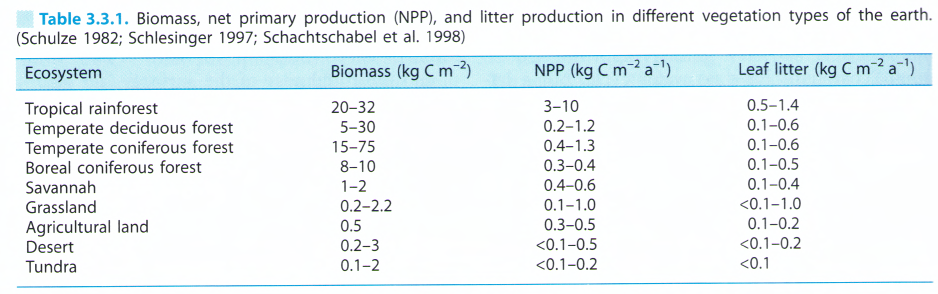 Table 3.3.1. Biomass, net primary production (NPP), and litter production in different vegetation types of the earth.
(Schulze 1982; Schlesinger 1997; Schachtschabel et al. 1998)
Ecosystem Biomass (kg C m⁻²) NPP (kg C m⁻² a⁻¹) Leaf litter (kg C m⁻² a⁻¹)
Tropical rainforest 20–32 3–10 0.5–1.4
Temperate deciduous forest 5–30 0.2–1.2 0.1–0.6
Temperate coniferous forest 15–75 0.4–1.3 0.1–0.6
Boreal coniferous forest 8–10 0.3–0.4 0.1–0.5
Savannah 1–2 0.4–0.6 0.1–0.4
Grassland 0.2–2.2 0.1–1.0 <0.1–1.0
Agricultural land 0.5 0.3–0.5 0.1–0.2
Desert 0.2–3 <0.1–0.5 <0.1–0.2
Tundra 0.1–2 <0.1–0.2 <0.1